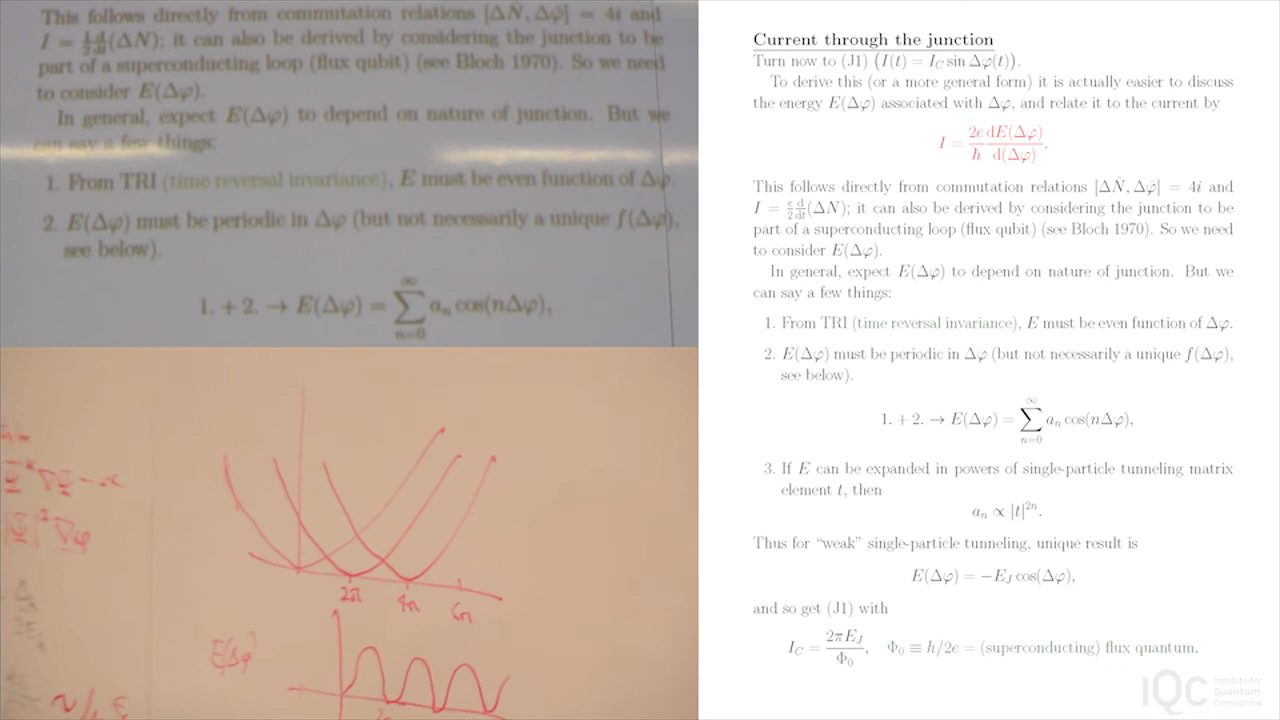 This follows directly from commutation relations [ΔN̂, Δφ̂] = 4i and
I = e/2 d/dt(ΔN); it can also be derived by considering the junction to be
part of a superconducting loop (flux qubit) (see Bloch 1970). So we need
to consider E(Δφ).
In general, expect E(Δφ) to depend on nature of junction. But we
can say a few things:
1. From TRI (time reversal invariance), E must be even function of Δφ.
2. E(Δφ) must be periodic in Δφ (but not necessarily a unique f(Δφ),
see below).
1. + 2. → E(Δφ) = ∑_{n=0}^{∞} a_n cos(nΔφ),
2π 4π 6π
E(Δφ)
Current through the junction
Turn now to (J1) (I(t) = I_C sin Δφ(t)).
To derive this (or a more general form) it is actually easier to discuss
the energy E(Δφ) associated with Δφ, and relate it to the current by
I = 2e/ħ dE(Δφ)/d(Δφ).
This follows directly from commutation relations [ΔN̂, Δφ̂] = 4i and
I = e/2 d/dt(ΔN); it can also be derived by considering the junction to be
part of a superconducting loop (flux qubit) (see Bloch 1970). So we need
to consider E(Δφ).
In general, expect E(Δφ) to depend on nature of junction. But we
can say a few things:
1. From TRI (time reversal invariance), E must be even function of Δφ.
2. E(Δφ) must be periodic in Δφ (but not necessarily a unique f(Δφ),
see below).
1. + 2. → E(Δφ) = ∑_{n=0}^{∞} a_n cos(nΔφ),
3. If E can be expanded in powers of single-particle tunneling matrix
element t, then
a_n ∝ |t|^{2n}.
Thus for “weak” single-particle tunneling, unique result is
E(Δφ) = −E_J cos(Δφ),
and so get (J1) with
I_C = 2πE_J/Φ_0, Φ_0 ≡ h/2e = (superconducting) flux quantum.
IQC Institute for
Quantum
Computing